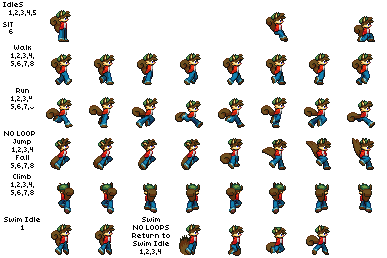 IdleS
1,2,3,4,5
SIT
6
Walk
1,2,3,4,
5,6,7,8
Run
1,2,3,
5,6,7,
NO LOOP
Jump
1,2,3,4
Fall
5,6,7,8
Climb
1,2,3,4,
5,6,7,8
Swim Idle
1
Swim
NO LOOPS
Return to
Swim Idle
1,2,3,4